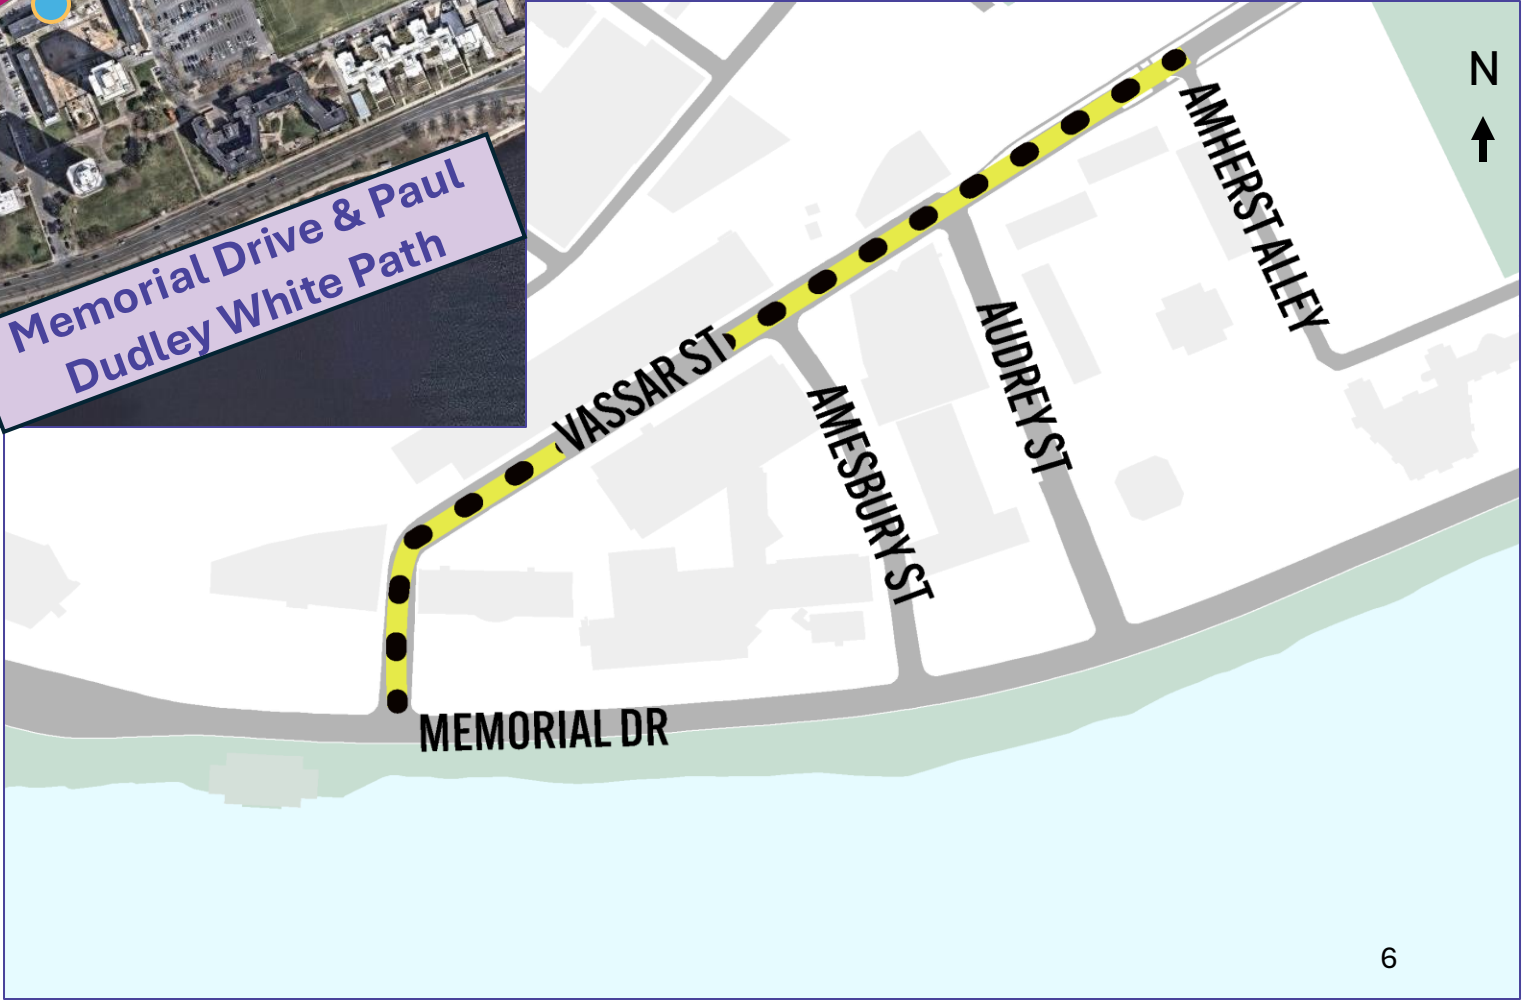 N
Memorial Drive & Paul
Dudley White Path
AMHERST ALLEY
VASSAR ST
AUDREY ST
AMESBURY ST
MEMORIAL DR
6